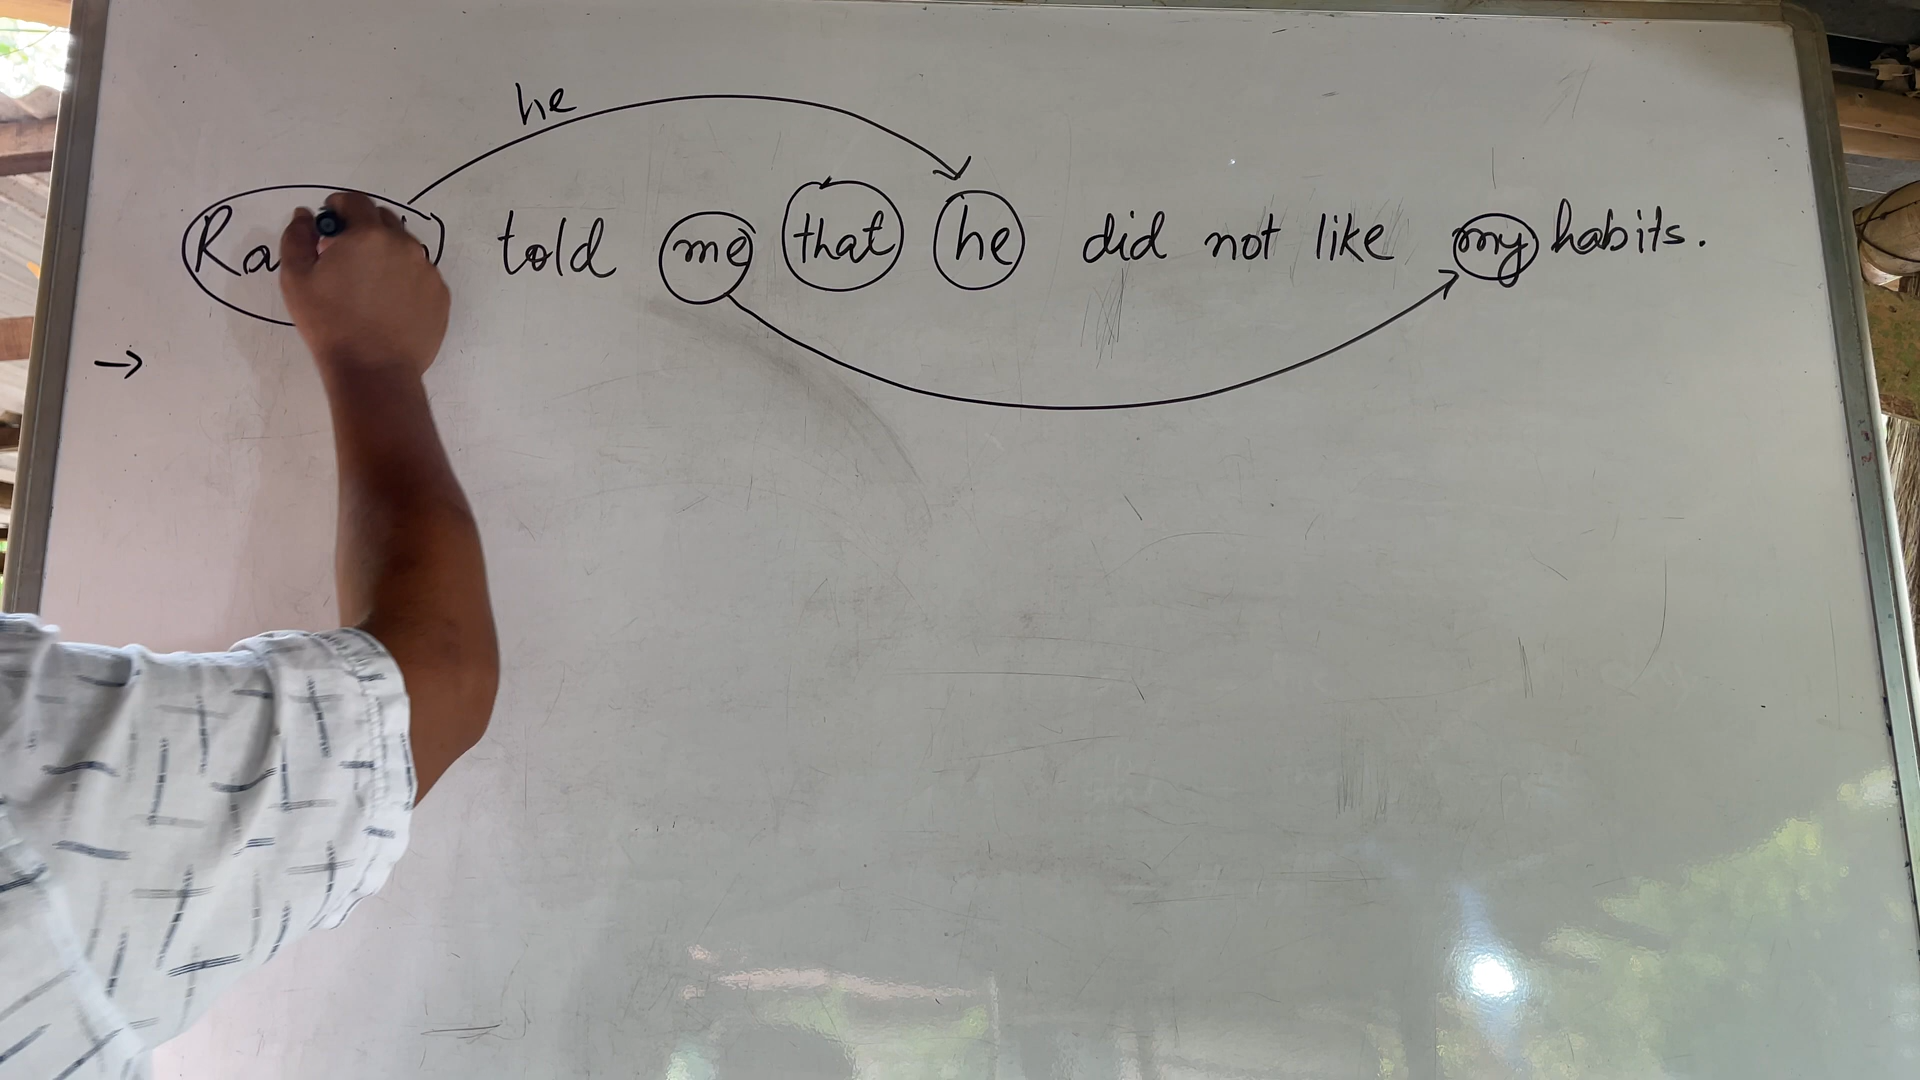 he
told me that he did not like my habits.
→